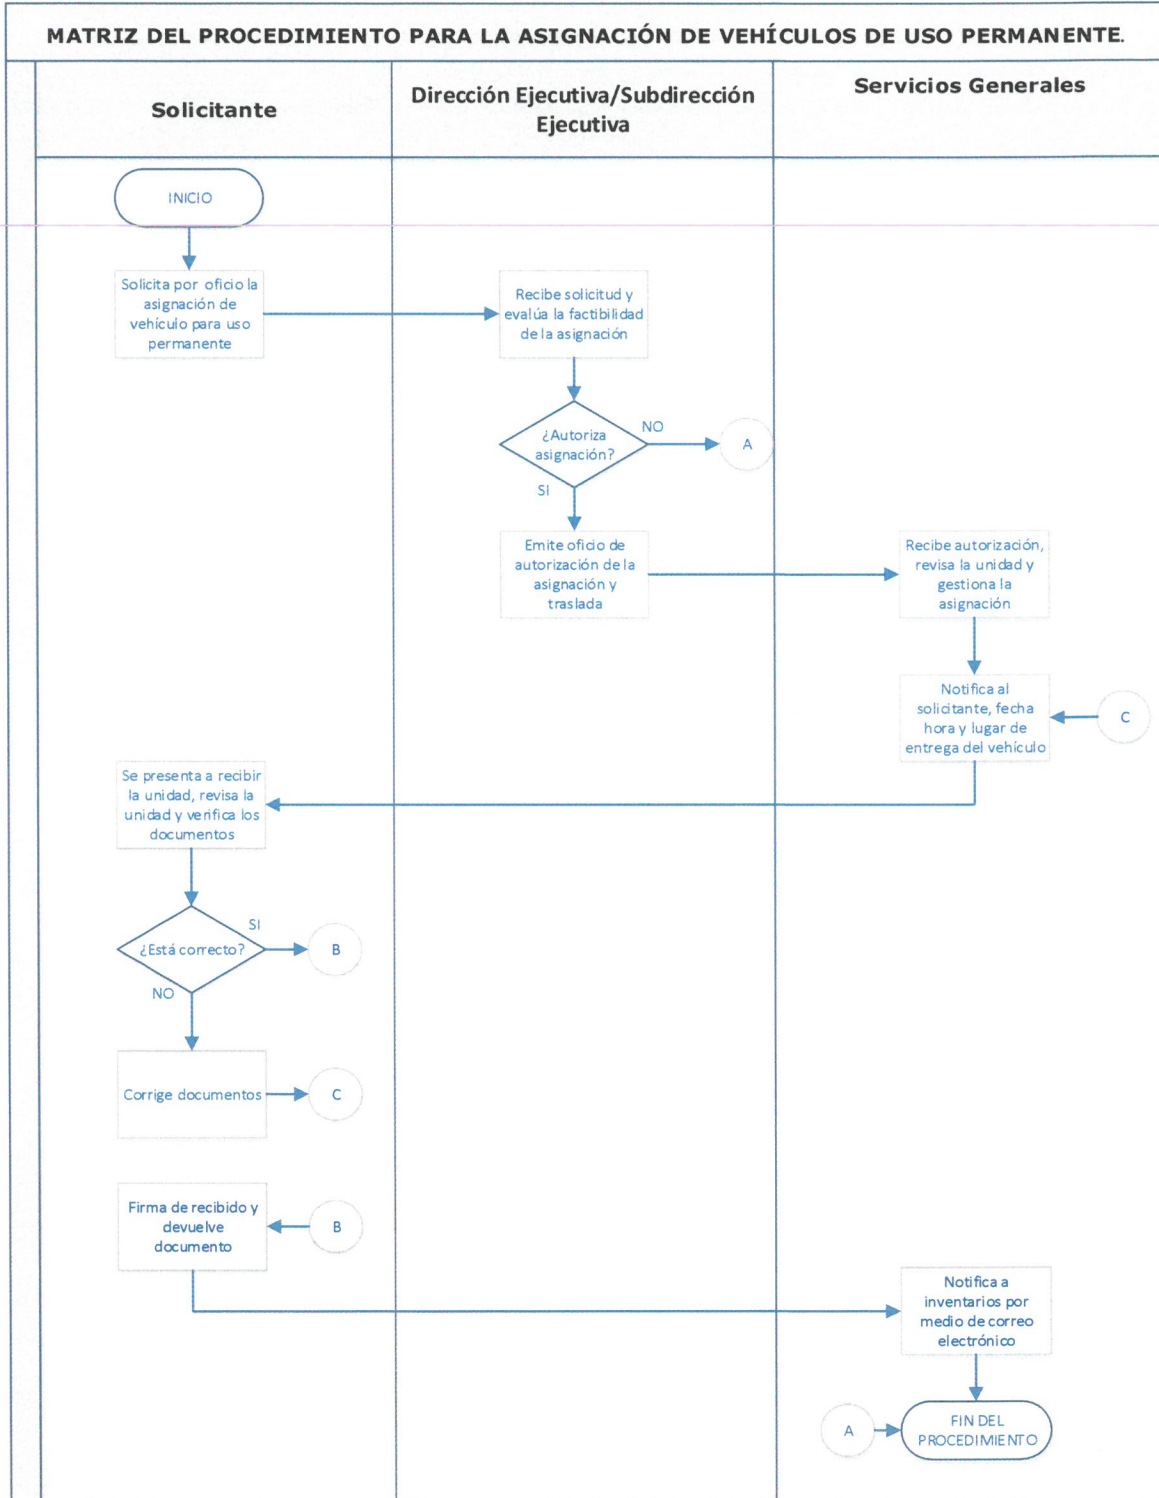 MATRIZ DEL PROCEDIMIENTO PARA LA ASIGNACIÓN DE VEHÍCULOS DE USO PERMANENTE.
Solicitante
Dirección Ejecutiva/Subdirección
Ejecutiva
Servicios Generales
INICIO
Solicita por oficio la
asignación de
vehículo para uso
permanente
Recibe solicitud y
evalúa la factibilidad
de la asignación
¿Autoriza
asignación?
NO
A
SI
Emite oficio de
autorización de la
asignación y
traslada
Recibe autorización,
revisa la unidad y
gestiona la
asignación
Notifica al
solicitante, fecha
hora y lugar de
entrega del vehículo
C
Se presenta a recibir
la unidad, revisa la
unidad y verifica los
documentos
¿Está correcto?
SI
B
NO
Corrige documentos
C
Firma de recibido y
devuelve
documento
B
Notifica a
inventarios por
medio de correo
electrónico
A
FIN DEL
PROCEDIMIENTO